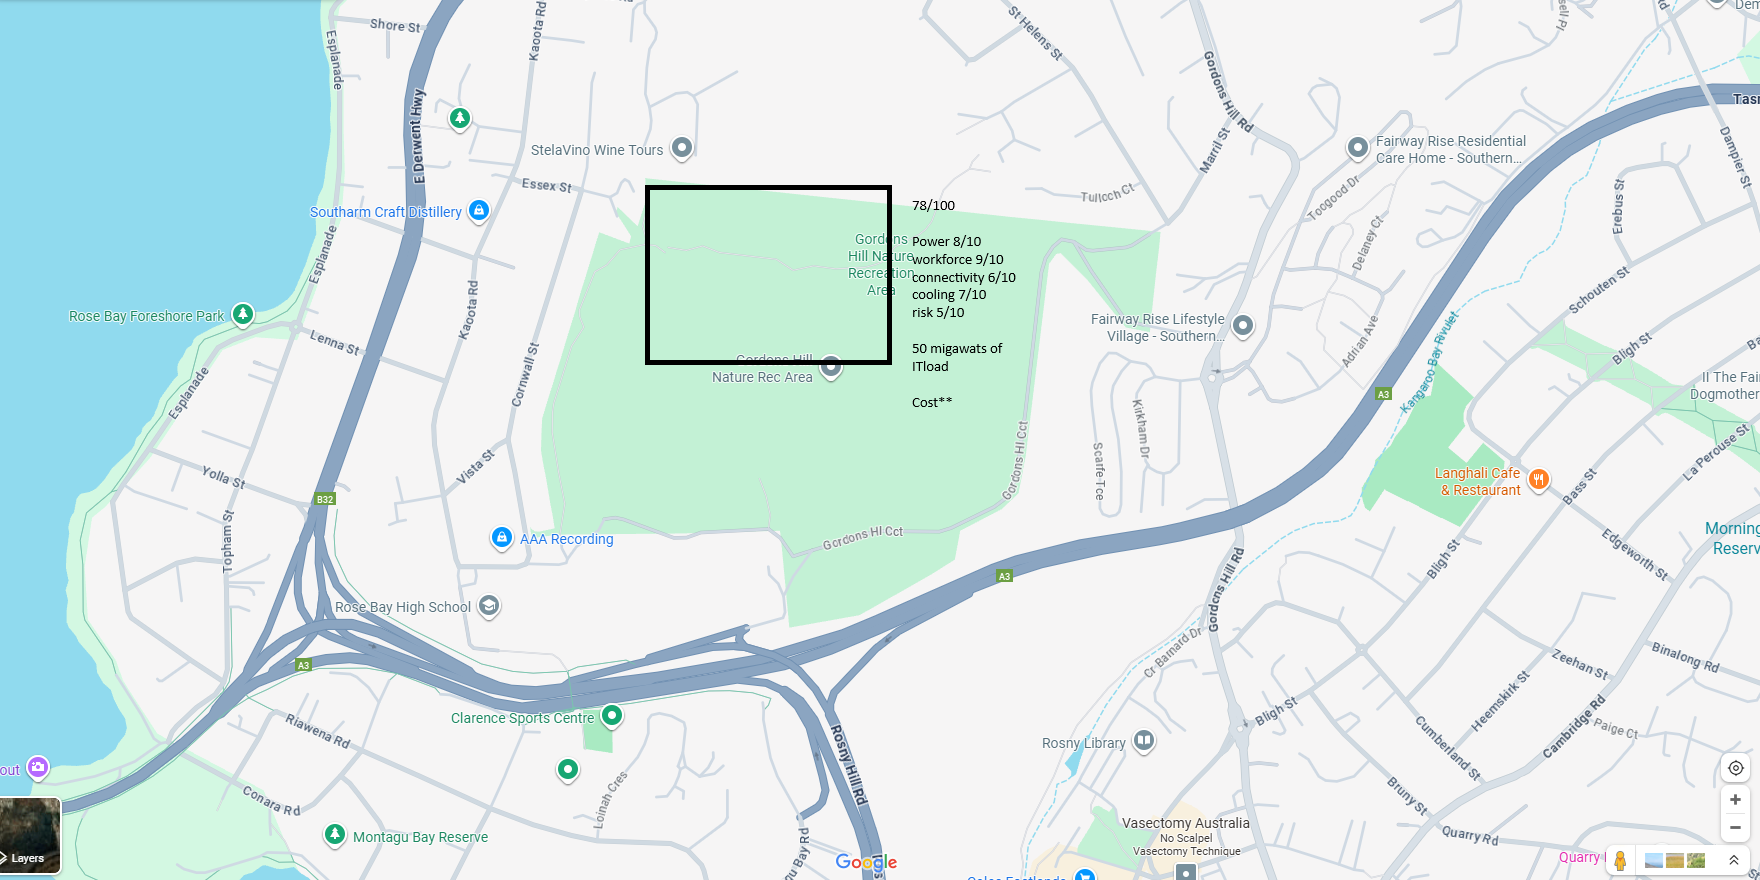 Shore St
Esplanade
E Derwent Hwy
Kaoota Rd
St Helens St
Gordons Hill Rd
Marril St
Tasr
Dampier St
StelaVino Wine Tours
Essex St
Southarm Craft Distillery
Fairway Rise Residential
Care Home - Southern...
Tulloch Ct
Toogood Dr
Delaney Ct
Erebus St
78/100
Power 8/10
workforce 9/10
connectivity 6/10
cooling 7/10
risk 5/10
50 migawats of
ITload
Cost**
Gordons
Hill Nature
Recreation
Area
Esplanade
Rose Bay Foreshore Park
Kaoota Rd
Lenna St
Cornwall St
Esplanade
Gordons Hill
Nature Rec Area
Fairway Rise Lifestyle
Village - Southern...
Schouten St
Bligh St
Adrian Ave
Kangaroo Bay Rivulet
A3
II The Fai
Dogmother
Kirkham Dr
Scarfe Tce
Gordons Hl Cct
La Perouse St
Langhali Cafe
& Restaurant
Bass St
Yolla St
Vista St
B32
Topham St
AAA Recording
Gordons Hl Cct
Morning
Reserv
Edgeworth St
Bligh St
A3
Gordons Hill Rd
Rose Bay High School
Cr Barnard Dr
Binalong Rd
Zeehan St
A3
Heemskirk St
Clarence Sports Centre
Riawena Rd
Bligh St
Cumberland St
Cambridge Rd
Paige Ct
Rosny Library
Rosny Hill Rd
out
Conara Rd
Loinah Cres
Bruny St
Vasectomy Australia
No Scalpel
Vasectomy Technique
Quarry Rd
Montagu Bay Reserve
Layers
Google
Quarry